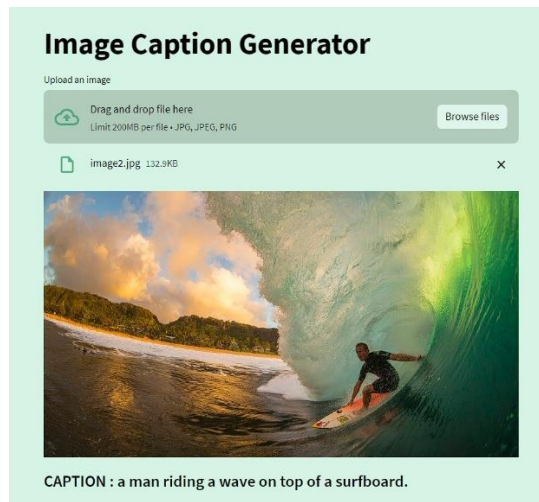 Image Caption Generator
Upload an image
Drag and drop file here
Limit 200MB per file • JPG, JPEG, PNG
Browse files
image2.jpg 132.9KB
CAPTION : a man riding a wave on top of a surfboard.